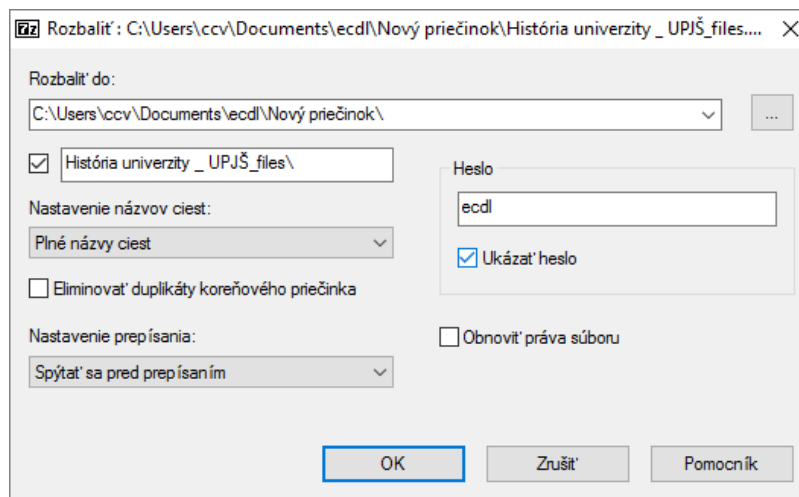 7z Rozbaliť : C:\Users\ccv\Documents\ecdl\Nový priečinok\História univerzity _ UPJŠ_files....
Rozbaliť do:
C:\Users\ccv\Documents\ecdl\Nový priečinok\
...
História univerzity _ UPJŠ_files\
Nastavenie názvov ciest:
Plné názvy ciest
Eliminovať duplikáty koreňového priečinka
Nastavenie prepísania:
Spýtať sa pred prepísaním
Heslo
ecdl
Ukázať heslo
Obnoviť práva súboru
OK
Zrušiť
Pomocník